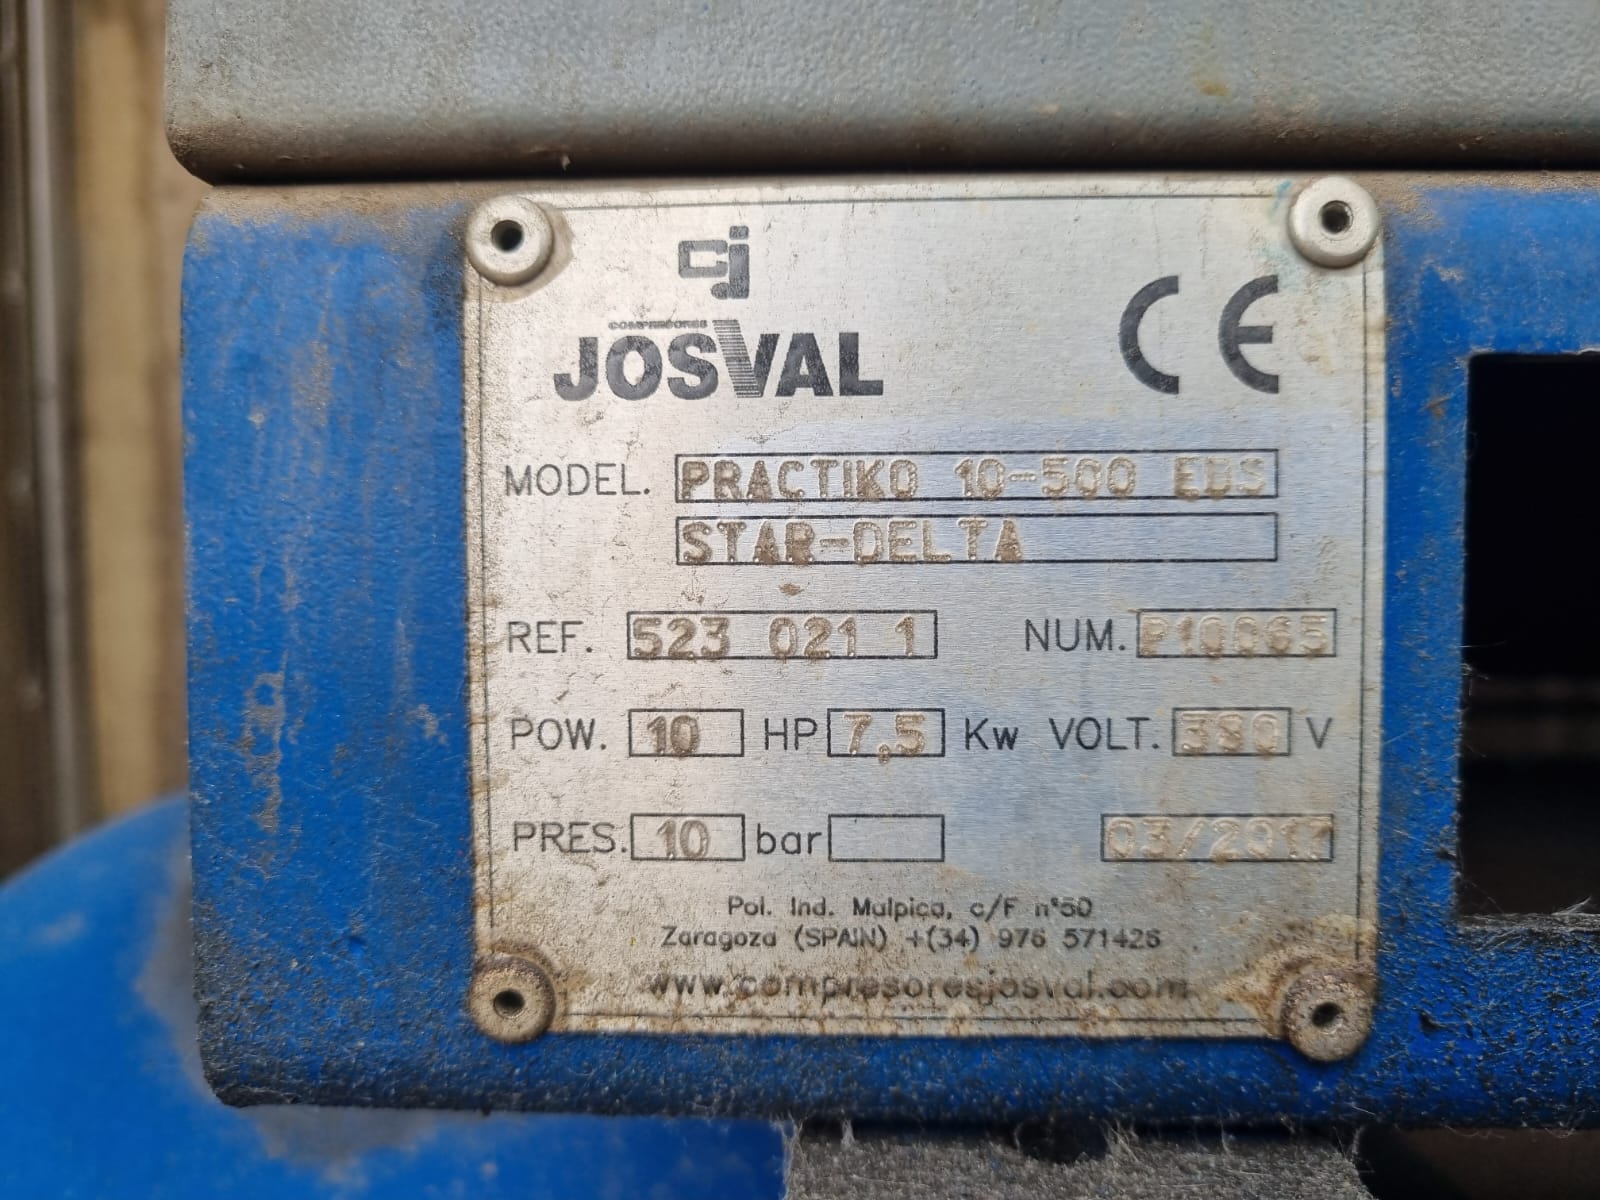 cj
COMPRESORES
JOSVAL
CE
MODEL. PRACTIKO 10-500 EDS
STAR-DELTA
REF. 523 021 1 NUM. P10065
POW. 10 HP 7,5 Kw VOLT. 380 V
PRES. 10 bar 03/2017
Pol. Ind. Malpica, c/F nº50
Zaragoza (SPAIN) +(34) 976 571426
www.compresoresjosval.com